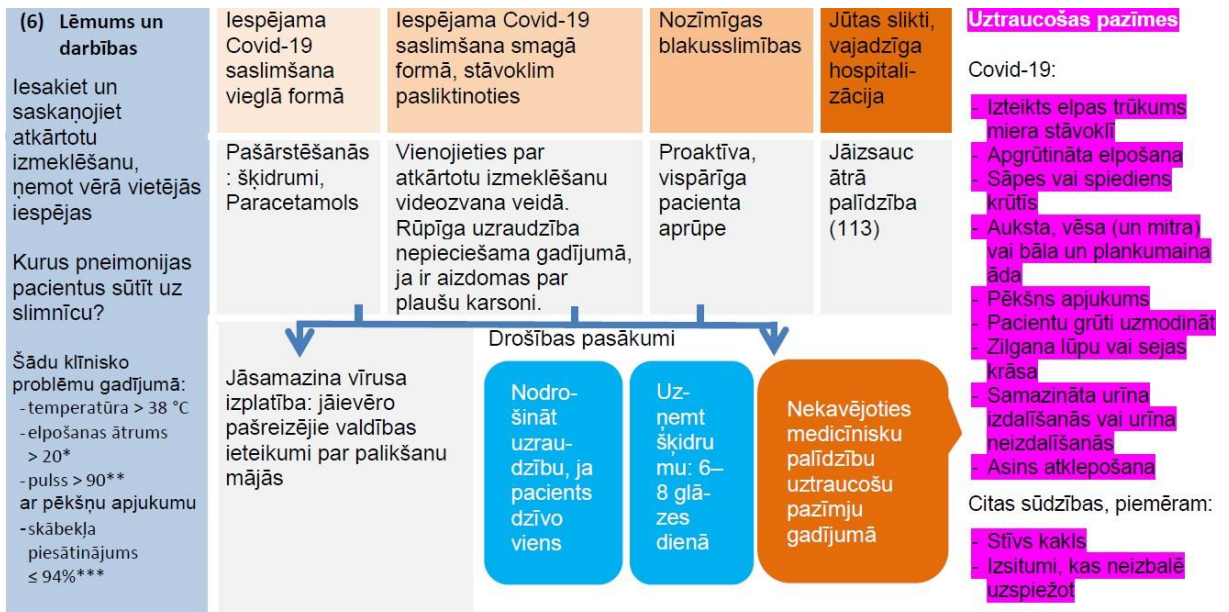 (6) Lēmums un
darbības
Iesakiet un
saskaņojiet
atkārtotu
izmeklēšanu,
ņemot vērā vietējās
iespējas
Kurus pneimonijas
pacientus sūtīt uz
slimnīcu?
Šādu klīnisko
problēmu gadījumā:
- temperatūra > 38 °C
- elpošanas ātrums
> 20*
- pulss > 90**
ar pēkšņu apjukumu
- skābekļa
piesātinājums
≤ 94%***
Iespējama
Covid-19
saslimšana
vieglā formā
Iespējama Covid-19
saslimšana smagā
formā, stāvoklim
pasliktinoties
Nozīmīgas
blakusslimības
Jūtas slikti,
vajadzīga
hospitali-
zācija
Pašārstēšanās
: šķidrumi,
Paracetamols
Vienojieties par
atkārtotu izmeklēšanu
videozvana veidā.
Rūpīga uzraudzība
nepieciešama gadījumā,
ja ir aizdomas par
plaušu karsoni.
Proaktīva,
vispārīga
pacienta
aprūpe
Jāizsauc
ātrā
palīdzība
(113)
Jāsamazina vīrusa
izplatība: jāievēro
pašreizējie valdības
ieteikumi par palikšanu
mājās
Drošības pasākumi
Nodro-
šināt
uzrau-
dzību, ja
pacients
dzīvo
viens
Uz-
ņemt
šķidru
mu: 6–
8 glā-
zes
dienā
Nekavējoties
medicīnisku
palīdzību
uztraucošu
pazīmju
gadījumā
Uztraucošas pazīmes
Covid-19:
- Izteikts elpas trūkums
miera stāvoklī
- Apgrūtināta elpošana
- Sāpes vai spiediens
krūtīs
- Auksta, vēsa (un mitra)
vai bāla un plankumaina
āda
- Pēkšņs apjukums
- Pacientu grūti uzmodināt
- Zilgana lūpu vai sejas
krāsa
- Samazināta urīna
izdalīšanās vai urīna
neizdalīšanās
- Asins atklepošana
Citas sūdzības, piemēram:
- Stīvs kakls
- Izsitumi, kas neizbalē
uzspiežot